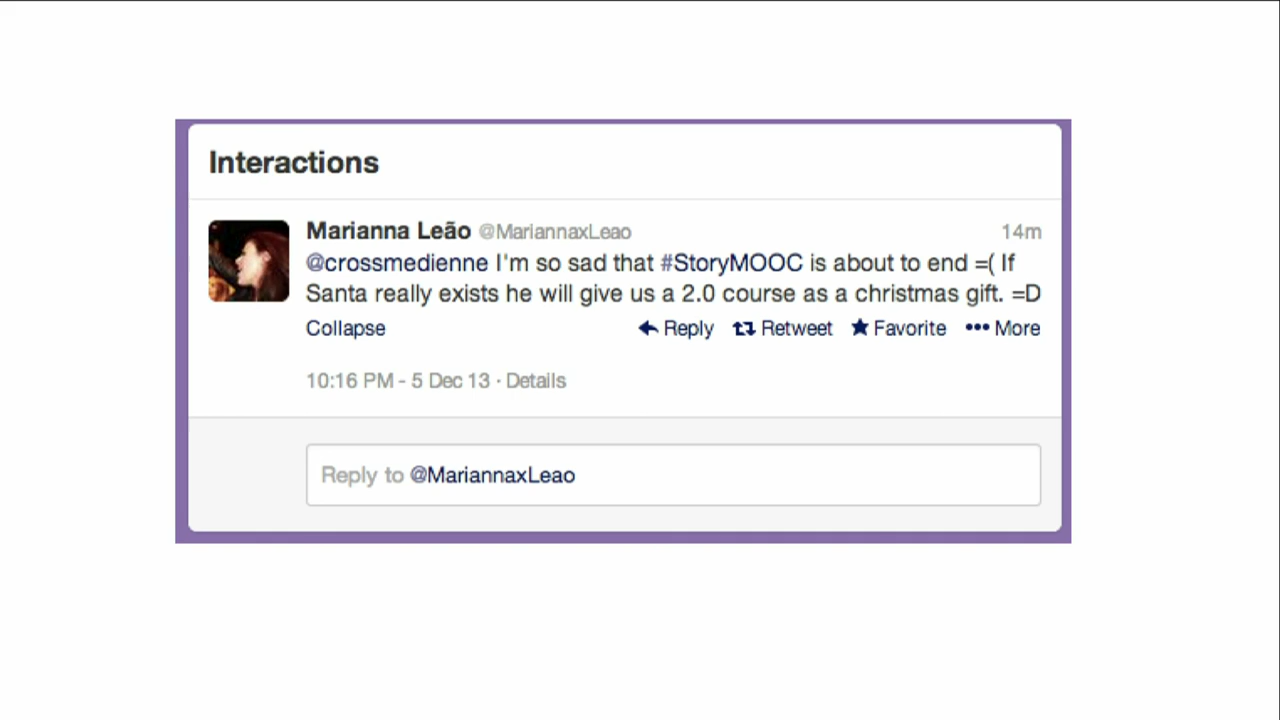 Interactions
Marianna Leão @MariannaxLeao 14m
@crossmedienne I'm so sad that #StoryMOOC is about to end =( If
Santa really exists he will give us a 2.0 course as a christmas gift. =D
Collapse Reply Retweet Favorite More
10:16 PM - 5 Dec 13 · Details
Reply to @MariannaxLeao